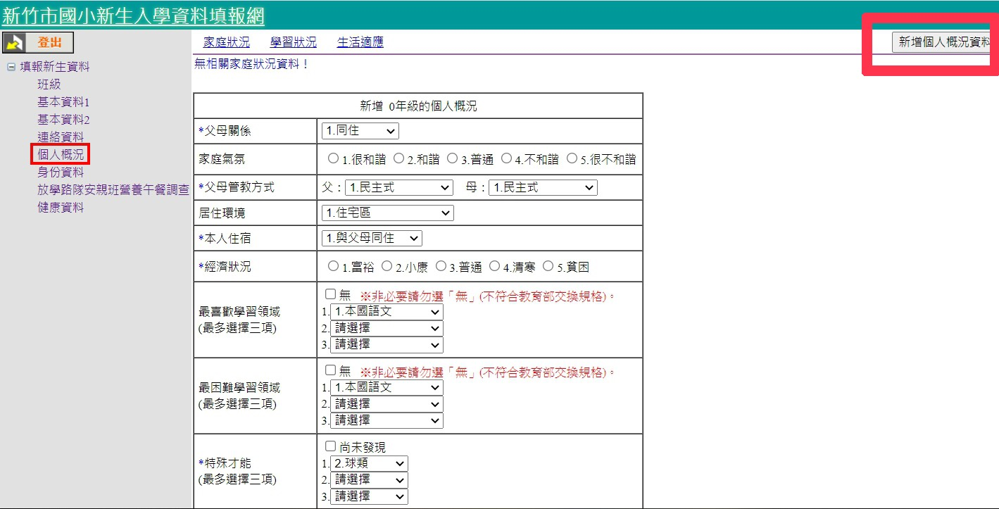 新竹市國小新生入學資料填報網
登出
家庭狀況 學習狀況 生活適應
新增個人概況資料
填報新生資料
班級
基本資料1
基本資料2
連絡資料
個人概況
身份資料
放學路隊安親班營養午餐調查
健康資料
無相關家庭狀況資料！
新增 0年級的個人概況
*父母關係 1.同住
家庭氣氛 1.很和諧 2.和諧 3.普通 4.不和諧 5.很不和諧
*父母管教方式 父：1.民主式 母：1.民主式
居住環境 1.住宅區
*本人住宿 1.與父母同住
*經濟狀況 1.富裕 2.小康 3.普通 4.清寒 5.貧困
最喜歡學習領域
(最多選擇三項)
無 ※非必要請勿選「無」(不符合教育部交換規格)。
1.1.本國語文
2.請選擇
3.請選擇
最困難學習領域
(最多選擇三項)
無 ※非必要請勿選「無」(不符合教育部交換規格)。
1.1.本國語文
2.請選擇
3.請選擇
*特殊才能
(最多選擇三項)
尚未發現
1.2.球類
2.請選擇
3.請選擇